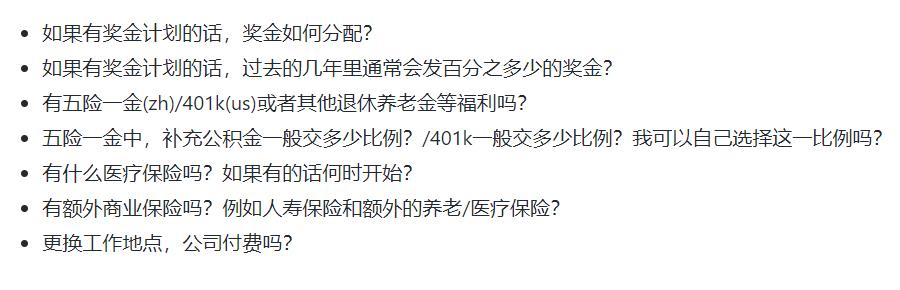 如果有奖金计划的话，奖金如何分配？
如果有奖金计划的话，过去的几年里通常会发百分之多少的奖金？
有五险一金(zh)/401k(us)或者其他退休养老金等福利吗？
五险一金中，补充公积金一般交多少比例？/401k一般交多少比例？我可以自己选择这一比例吗？
有什么医疗保险吗？如果有的话何时开始？
有额外商业保险吗？例如人寿保险和额外的养老/医疗保险？
更换工作地点，公司付费吗？